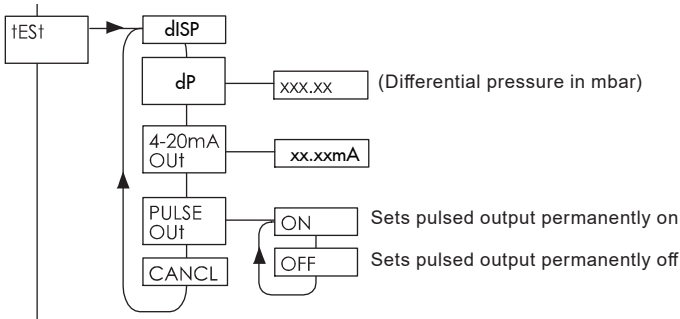 tESt
dISP
dP
xxx.xx (Differential pressure in mbar)
4-20mA
OUt
xx.xxmA
PULSE
OUt
ON Sets pulsed output permanently on
OFF Sets pulsed output permanently off
CANCL